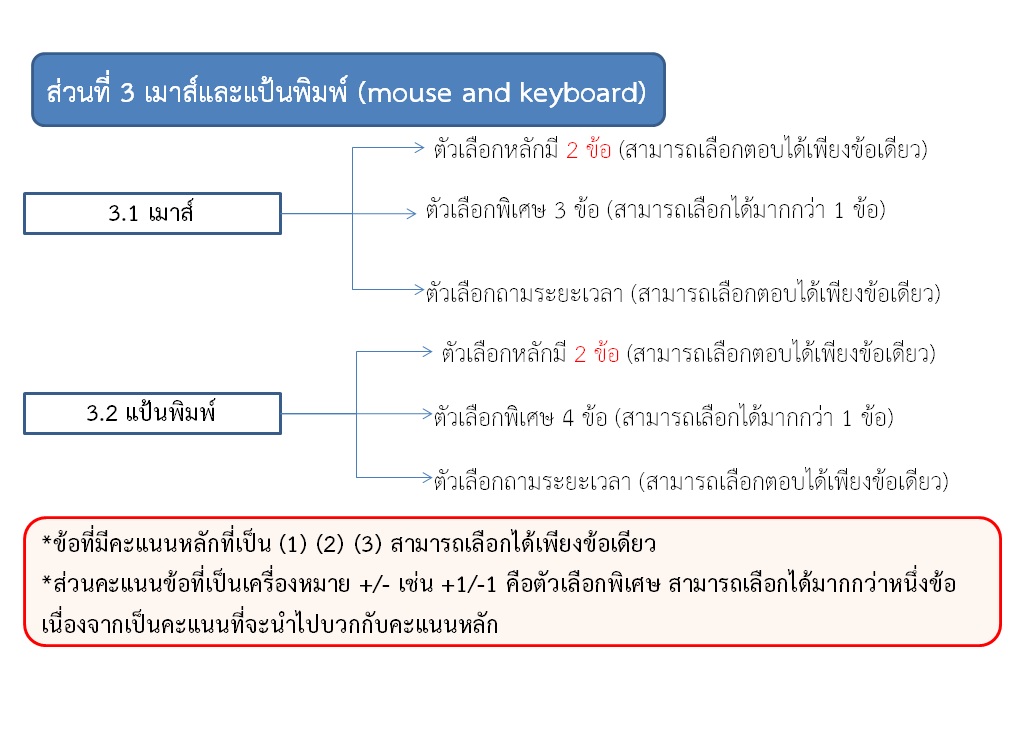 ส่วนที่ 3 เมาส์และแป้นพิมพ์ (mouse and keyboard)
3.1 เมาส์
ตัวเลือกหลักมี 2 ข้อ (สามารถเลือกตอบได้เพียงข้อเดียว)
ตัวเลือกพิเศษ 3 ข้อ (สามารถเลือกได้มากกว่า 1 ข้อ)
ตัวเลือกถามระยะเวลา (สามารถเลือกตอบได้เพียงข้อเดียว)
3.2 แป้นพิมพ์
ตัวเลือกหลักมี 2 ข้อ (สามารถเลือกตอบได้เพียงข้อเดียว)
ตัวเลือกพิเศษ 4 ข้อ (สามารถเลือกได้มากกว่า 1 ข้อ)
ตัวเลือกถามระยะเวลา (สามารถเลือกตอบได้เพียงข้อเดียว)
*ข้อที่มีคะแนนหลักที่เป็น (1) (2) (3) สามารถเลือกได้เพียงข้อเดียว
*ส่วนคะแนนข้อที่เป็นเครื่องหมาย +/- เช่น +1/-1 คือตัวเลือกพิเศษ สามารถเลือกได้มากกว่าหนึ่งข้อ
เนื่องจากเป็นคะแนนที่จะนำไปบวกกับคะแนนหลัก